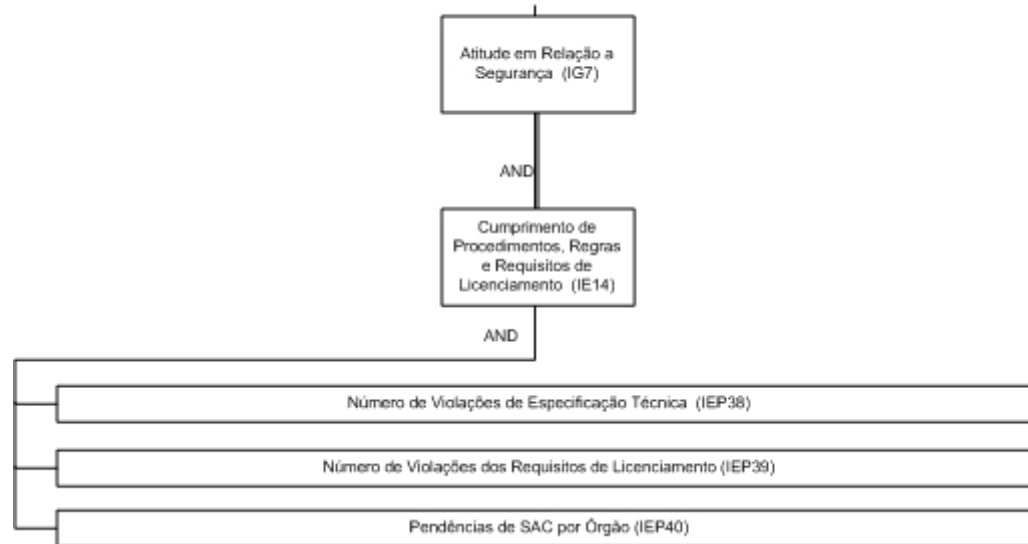 Atitude em Relação a
Segurança (IG7)
AND
Cumprimento de
Procedimentos, Regras
e Requisitos de
Licenciamento (IE14)
AND
Número de Violações de Especificação Técnica (IEP38)
Número de Violações dos Requisitos de Licenciamento (IEP39)
Pendências de SAC por Órgão (IEP40)